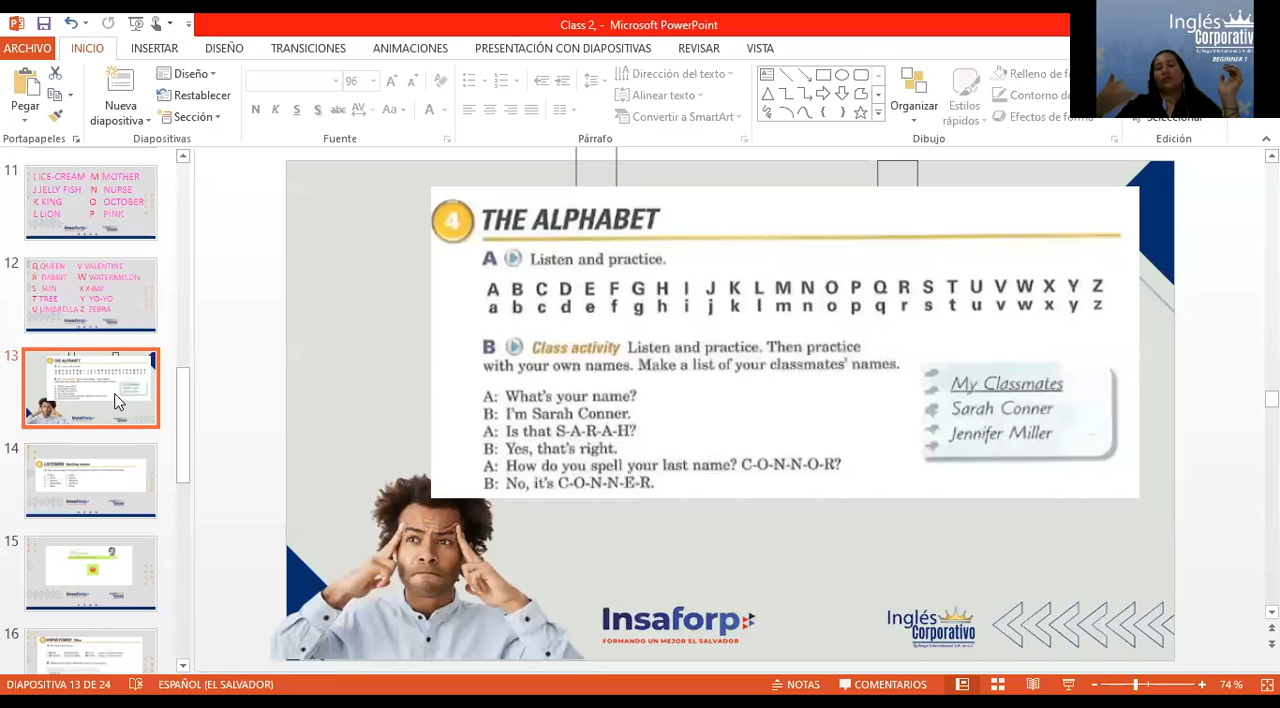 Class 2, - Microsoft PowerPoint
ARCHIVO INICIO INSERTAR DISEÑO TRANSICIONES ANIMACIONES PRESENTACIÓN CON DIAPOSITIVAS REVISAR VISTA
Pegar
Nueva diapositiva
Diseño
Restablecer
Sección
96
N K S S abc AV Aa A
Dirección del texto
Alinear texto
Convertir a SmartArt
Organizar
Estilos rápidos
Relleno de f
Contorno de
Efectos de forma
Seleccionar
Portapapeles Diapositivas Fuente Párrafo Dibujo Edición
Inglés
Corporativo
BEGINNER 1
11
I ICE-CREAM M MOTHER
J JELLY FISH N NURSE
K KING O OCTOBER
L LION P PINK
12
Q QUEEN V VALENTINE
R RABBIT W WATERMELON
S SUN X X-RAY
T TREE Y YO-YO
U UMBRELLA Z ZEBRA
13
14
15
16
4 THE ALPHABET
A Listen and practice.
A B C D E F G H I J K L M N O P Q R S T U V W X Y Z
a b c d e f g h i j k l m n o p q r s t u v w x y z
B Class activity Listen and practice. Then practice
with your own names. Make a list of your classmates' names.
A: What's your name?
B: I'm Sarah Conner.
A: Is that S-A-R-A-H?
B: Yes, that's right.
A: How do you spell your last name? C-O-N-N-O-R?
B: No, it's C-O-N-N-E-R.
My Classmates
Sarah Conner
Jennifer Miller
Insaforp
FORMANDO UN MEJOR EL SALVADOR
Inglés
Corporativo
DIAPOSITIVA 13 DE 24 ESPAÑOL (EL SALVADOR) NOTAS COMENTARIOS 74 %